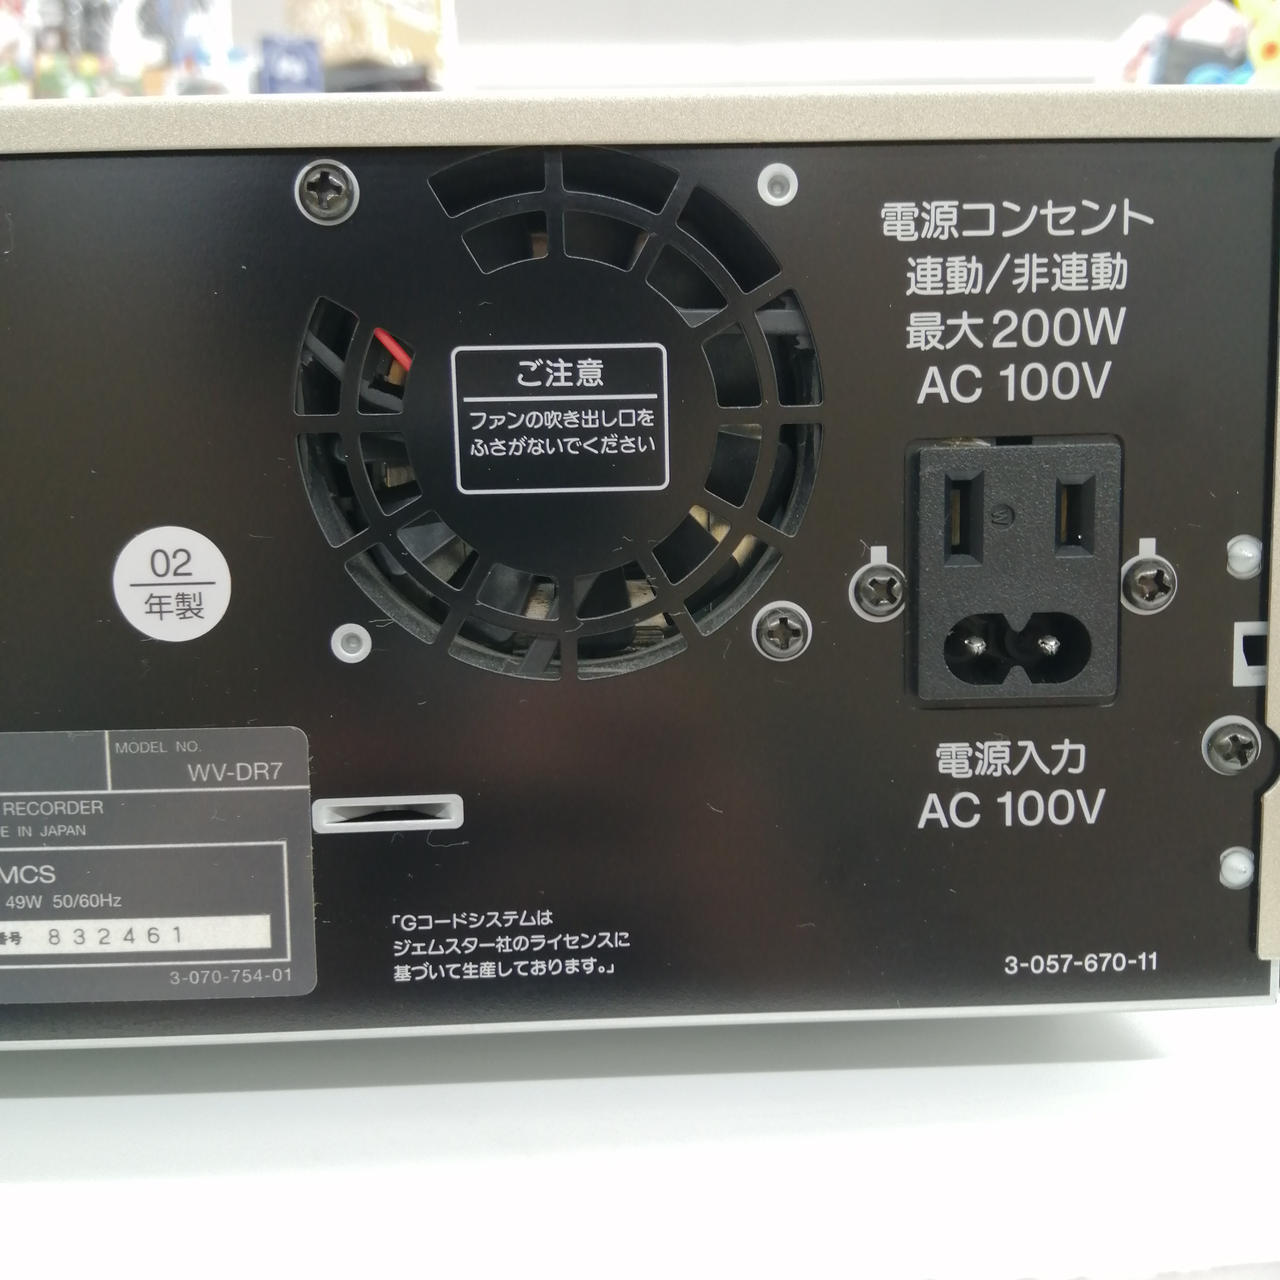 電源コンセント
連動/非連動
最大200W
AC 100V
ご注意
ファンの吹き出し口を
ふさがないでください
02
年製
電源入力
AC 100V
MODEL NO.
WV-DR7
RECORDER
E IN JAPAN
MCS
49W 50/60Hz
番号 832461
3-070-754-01
「Gコードシステムは
ジェムスター社のライセンスに
基づいて生産しております。」
3-057-670-11